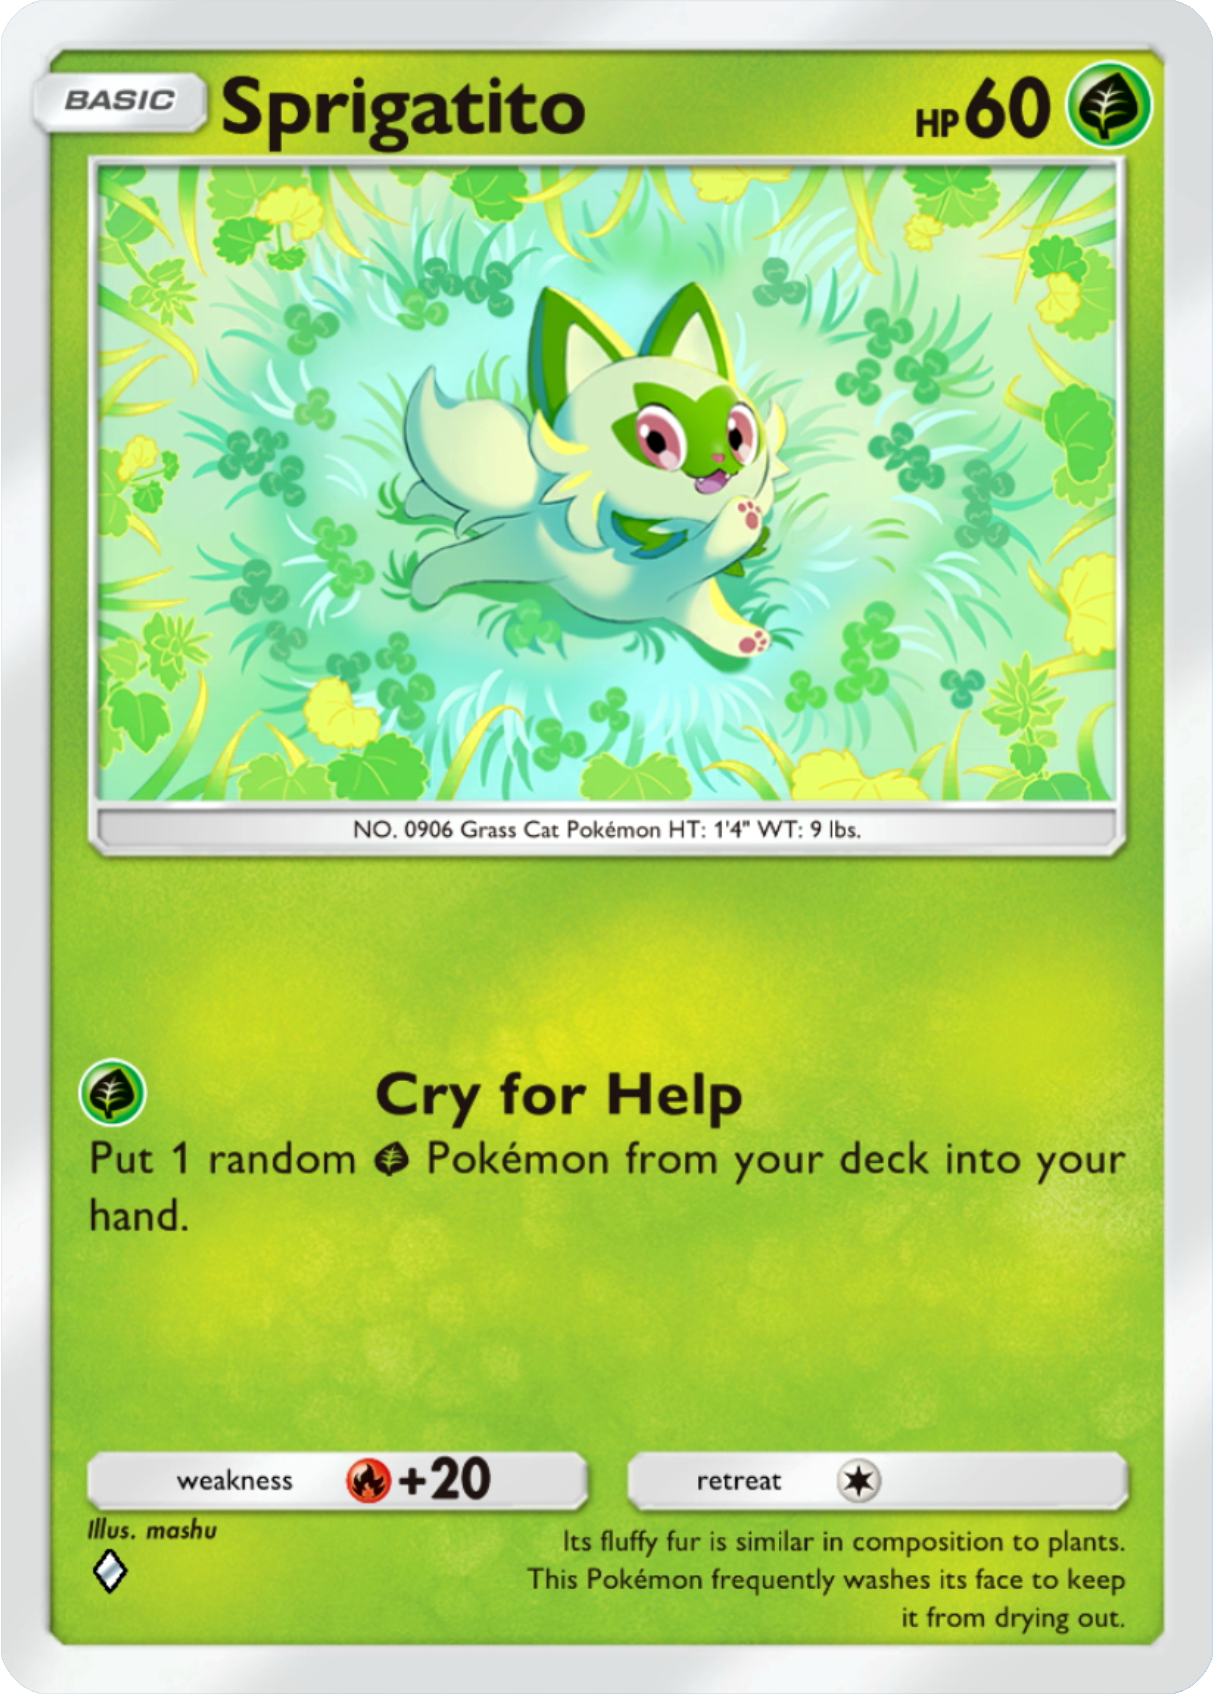 BASIC
Sprigatito
HP60
NO. 0906 Grass Cat Pokémon HT: 1'4" WT: 9 lbs.
Cry for Help
Put 1 random Pokémon from your deck into your
hand.
weakness +20
retreat
Illus. mashu
Its fluffy fur is similar in composition to plants.
This Pokémon frequently washes its face to keep
it from drying out.